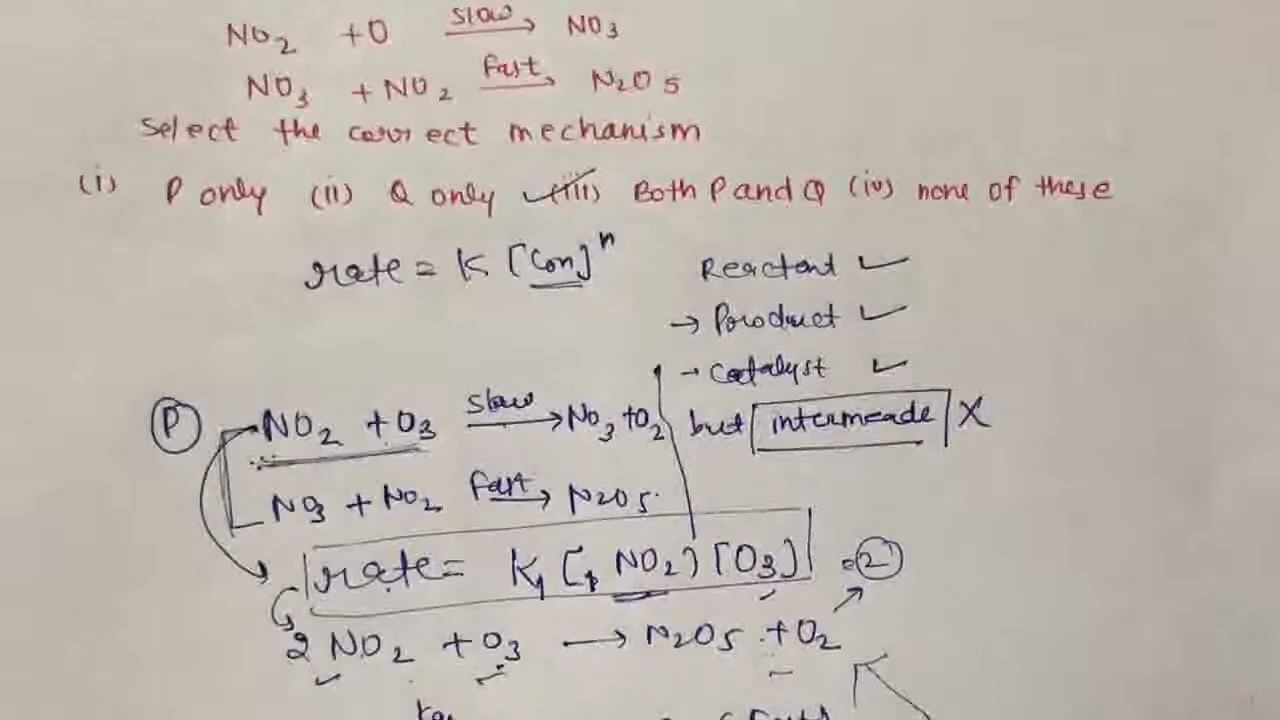 NO2 + O slow → NO3
NO3 + NO2 fast → N2O5
Select the correct mechanism
(i) P only (ii) Q only (iii) Both P and Q (iv) none of these
rate = K [Con]^n
Reactant ✓
→ Product ✓
→ Catalyst ✓
but intermeade X
P NO2 + O3 slow → NO3 + O2
NO3 + NO2 fast → N2O5
rate = K1 [NO2] [O3] 2
2 NO2 + O3 → N2O5 + O2